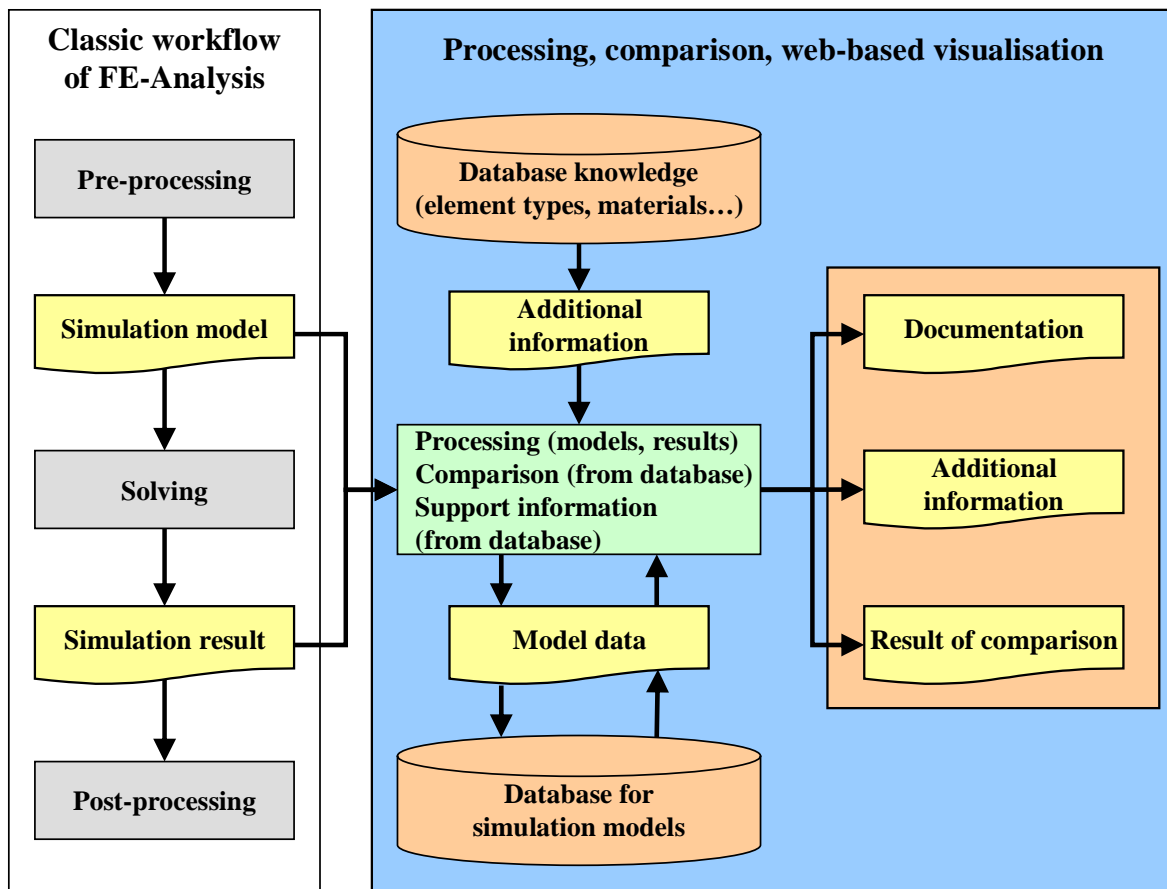 Classic workflow
of FE-Analysis
Pre-processing
Simulation model
Solving
Simulation result
Post-processing
Processing, comparison, web-based visualisation
Database knowledge
(element types, materials…)
Additional
information
Processing (models, results)
Comparison (from database)
Support information
(from database)
Model data
Database for
simulation models
Documentation
Additional
information
Result of comparison